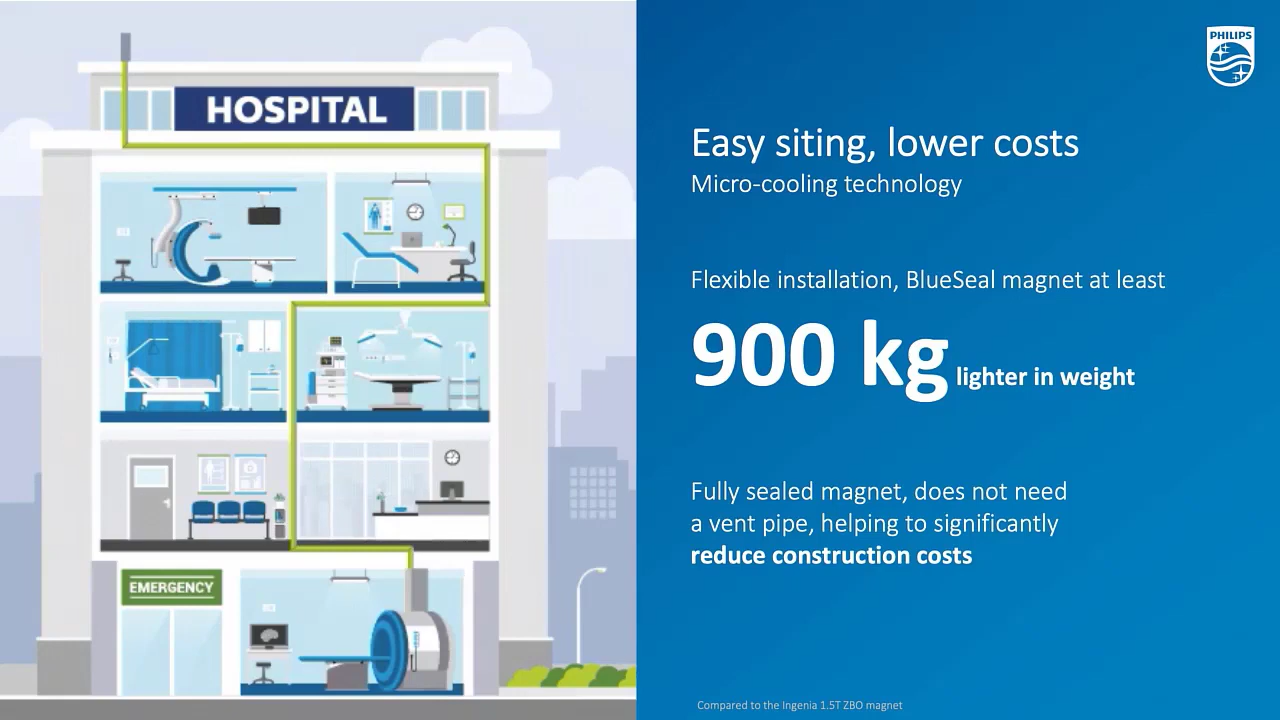 HOSPITAL
EMERGENCY
PHILIPS
Easy siting, lower costs
Micro-cooling technology
Flexible installation, BlueSeal magnet at least
900 kg lighter in weight
Fully sealed magnet, does not need
a vent pipe, helping to significantly
reduce construction costs
Compared to the Ingenia 1.5T ZBO magnet